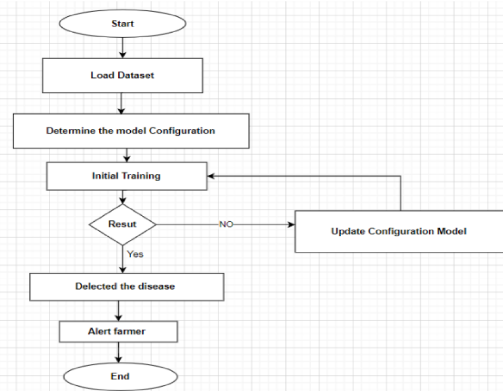 Start
Load Dataset
Determine the model Configuration
Initial Training
Resut
NO
Update Configuration Model
Yes
Delected the disease
Alert farmer
End